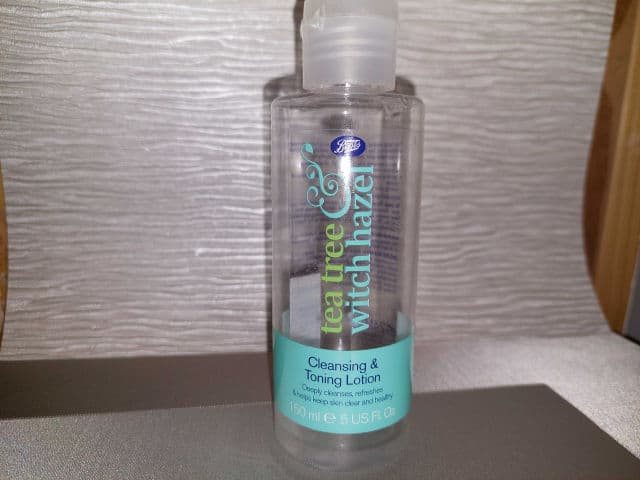 Boots
tea tree &
witch hazel
Cleansing &
Toning Lotion
Deeply cleanses, refreshes
& helps keep skin clear and healthy
150 ml ℮ 5 US Fl Oz